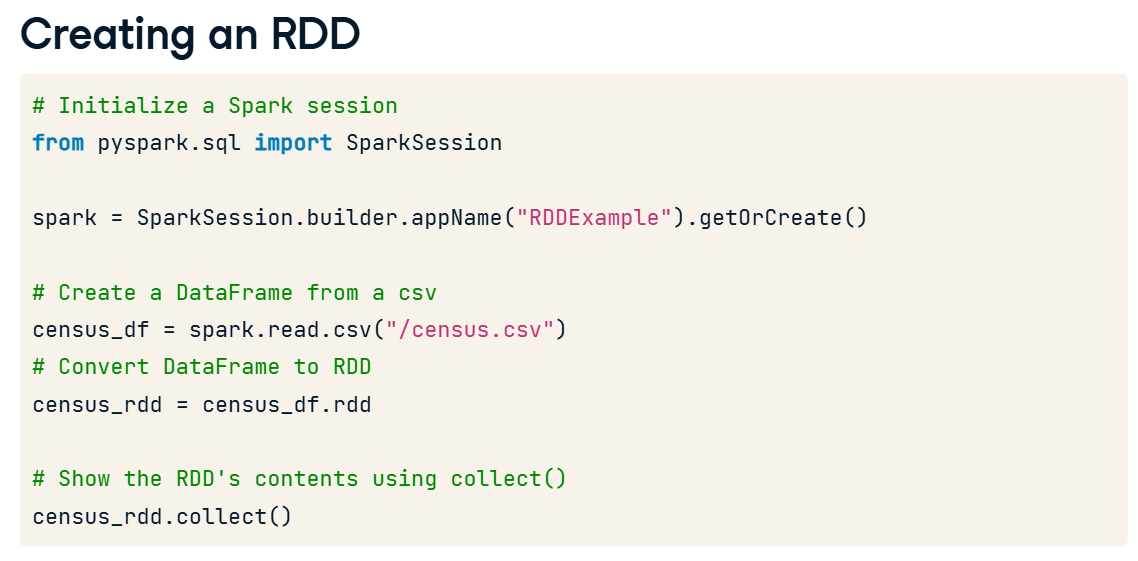 Creating an RDD
# Initialize a Spark session
from pyspark.sql import SparkSession
spark = SparkSession.builder.appName("RDDExample").getOrCreate()
# Create a DataFrame from a csv
census_df = spark.read.csv("/census.csv")
# Convert DataFrame to RDD
census_rdd = census_df.rdd
# Show the RDD's contents using collect()
census_rdd.collect()